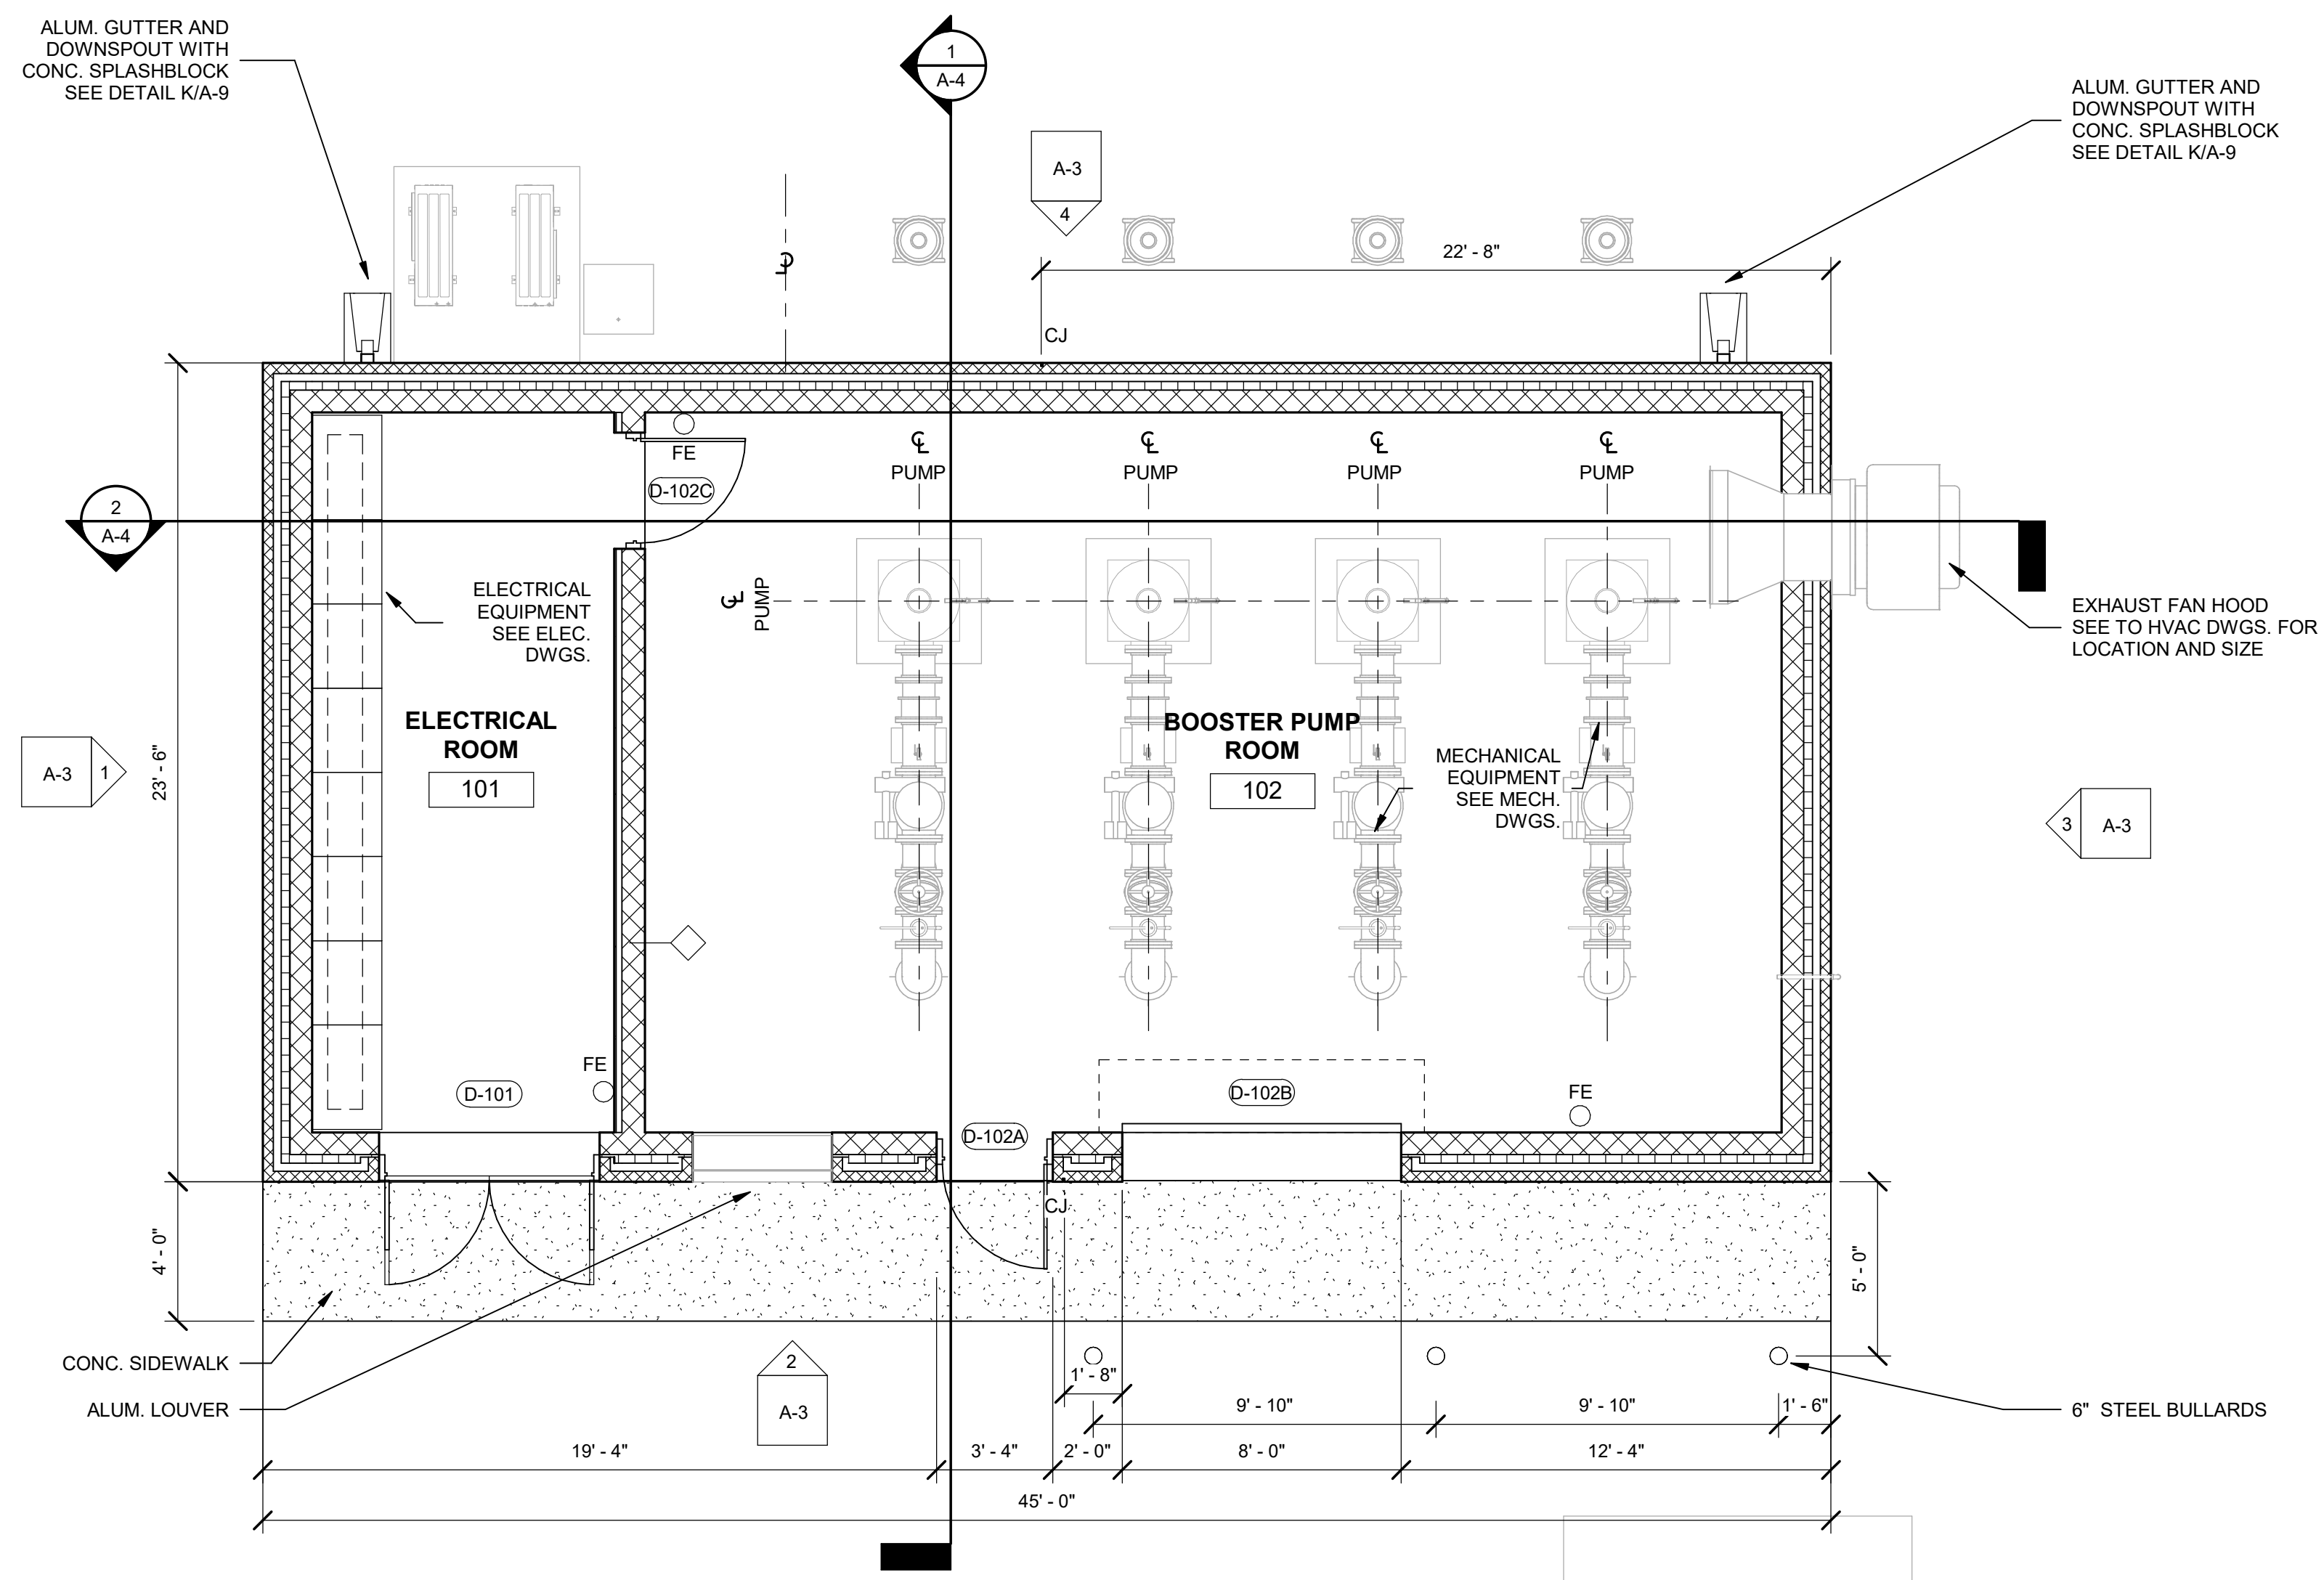 ALUM. GUTTER AND
DOWNSPOUT WITH
CONC. SPLASHBLOCK
SEE DETAIL K/A-9
1
A-4
A-3
4
ALUM. GUTTER AND
DOWNSPOUT WITH
CONC. SPLASHBLOCK
SEE DETAIL K/A-9
22' - 8"
CJ
℄
FE
D-102C
℄
PUMP
℄
PUMP
℄
PUMP
℄
PUMP
2
A-4
ELECTRICAL
EQUIPMENT
SEE ELEC.
DWGS.
℄
PUMP
EXHAUST FAN HOOD
SEE TO HVAC DWGS. FOR
LOCATION AND SIZE
ELECTRICAL
ROOM
101
BOOSTER PUMP
ROOM
102
MECHANICAL
EQUIPMENT
SEE MECH.
DWGS.
A-3
1
23' - 6"
3
A-3
FE
D-101
D-102A
D-102B
FE
CJ
4' - 0"
5' - 0"
CONC. SIDEWALK
ALUM. LOUVER
2
A-3
1' - 8"
9' - 10"
9' - 10"
1' - 6"
6" STEEL BULLARDS
19' - 4"
3' - 4"
2' - 0"
8' - 0"
12' - 4"
45' - 0"